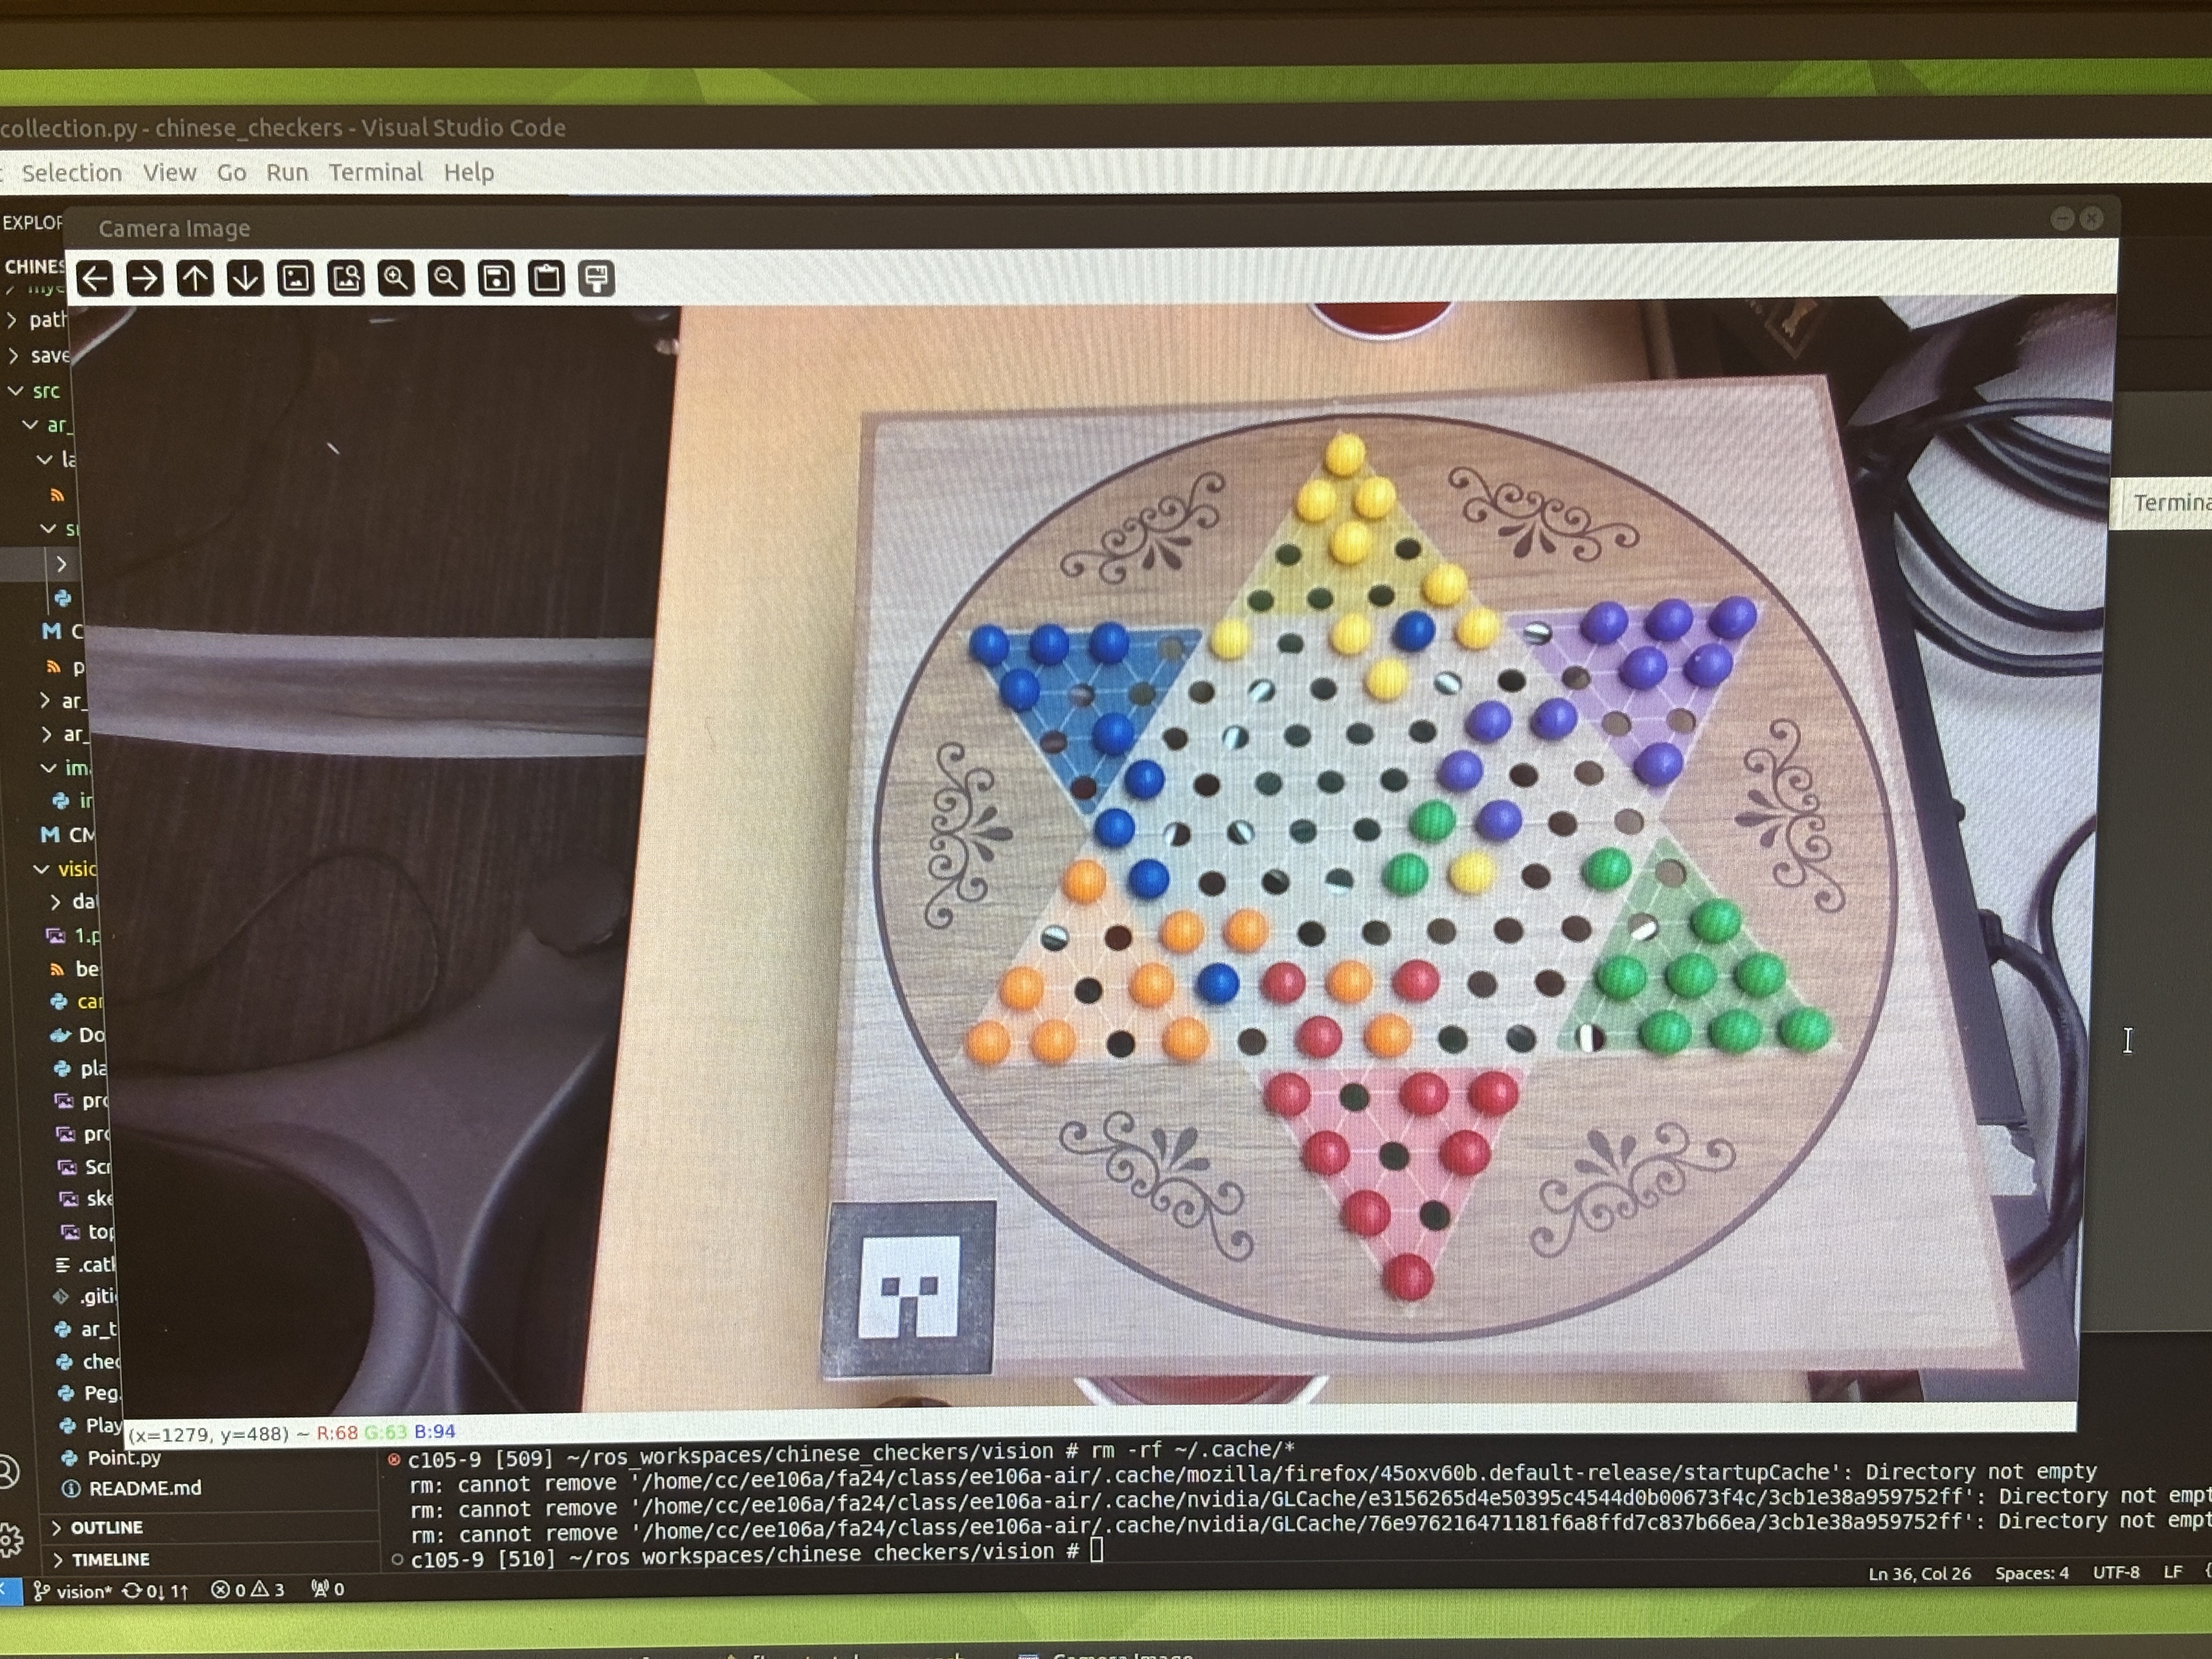 collection.py - chinese_checkers - Visual Studio Code
Selection View Go Run Terminal Help
Camera Image
EXPLOR
CHINES
path
save
src
ar_
la
Termina
M C
p
ar_
ar_
im
M CM
visio
da
1.p
be
car
Do
pla
pro
pro
Scr
ske
top
.catl
.giti
ar_t
chec
Peg.
Play
(x=1279, y=488) ~ R:68 G:63 B:94
Point.py
README.md
OUTLINE
TIMELINE
c105-9 [509] ~/ros_workspaces/chinese_checkers/vision # rm -rf ~/.cache/*
rm: cannot remove '/home/cc/ee106a/fa24/class/ee106a-air/.cache/mozilla/firefox/45oxv60b.default-release/startupCache': Directory not empty
rm: cannot remove '/home/cc/ee106a/fa24/class/ee106a-air/.cache/nvidia/GLCache/e3156265d4e50395c4544d0b00673f4c/3cb1e38a959752ff': Directory not empt
rm: cannot remove '/home/cc/ee106a/fa24/class/ee106a-air/.cache/nvidia/GLCache/76e976216471181f6a8ffd7c837b66ea/3cb1e38a959752ff': Directory not empt
c105-9 [510] ~/ros_workspaces/chinese_checkers/vision #
vision* 0↓ 1↑ 0 3 0
Ln 36, Col 26 Spaces: 4 UTF-8 LF